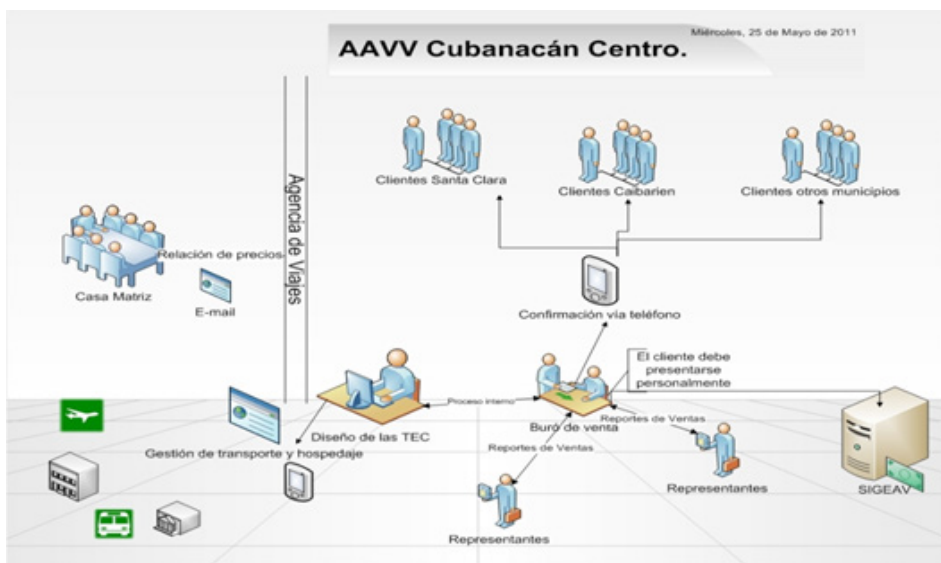 Miércoles, 25 de Mayo de 2011
AAVV Cubanacán Centro.
Agencia de Viajes
Clientes Santa Clara
Clientes Caibarien
Clientes otros municipios
Relación de precios
Casa Matriz
E-mail
Confirmación via teléfono
El cliente debe
presentarse
personalmente
Proceso interno
Diseño de las TEC
Buró de venta
Reportes de Ventas
Gestión de transporte y hospedaje
Reportes de Ventas
Representantes
SIGEAV
Representantes